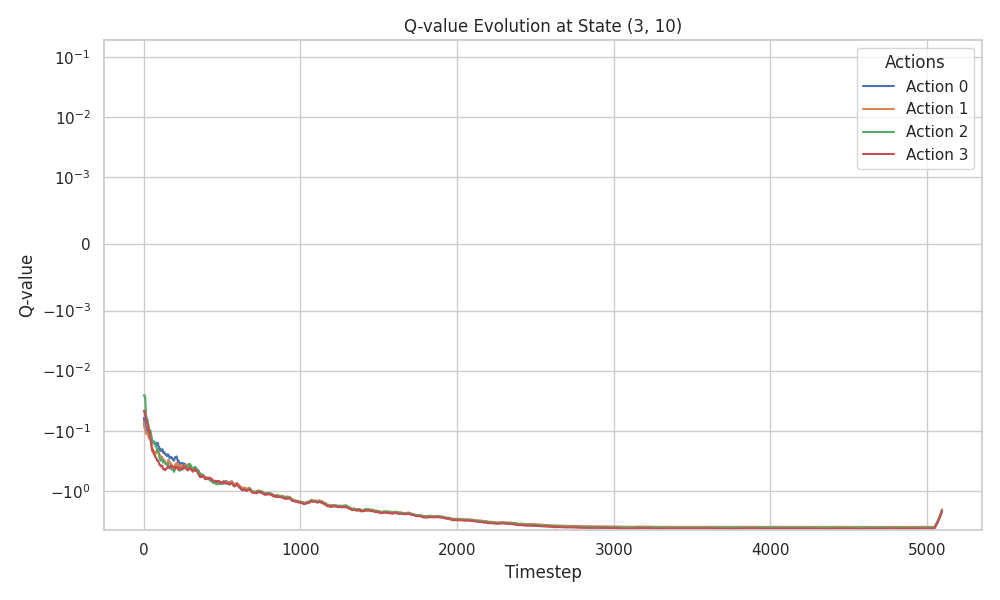 Q-value Evolution at State (3, 10)
10⁻¹
10⁻²
10⁻³
0
−10⁻³
−10⁻²
−10⁻¹
−10⁰
Q-value
Actions
Action 0
Action 1
Action 2
Action 3
0 1000 2000 3000 4000 5000
Timestep